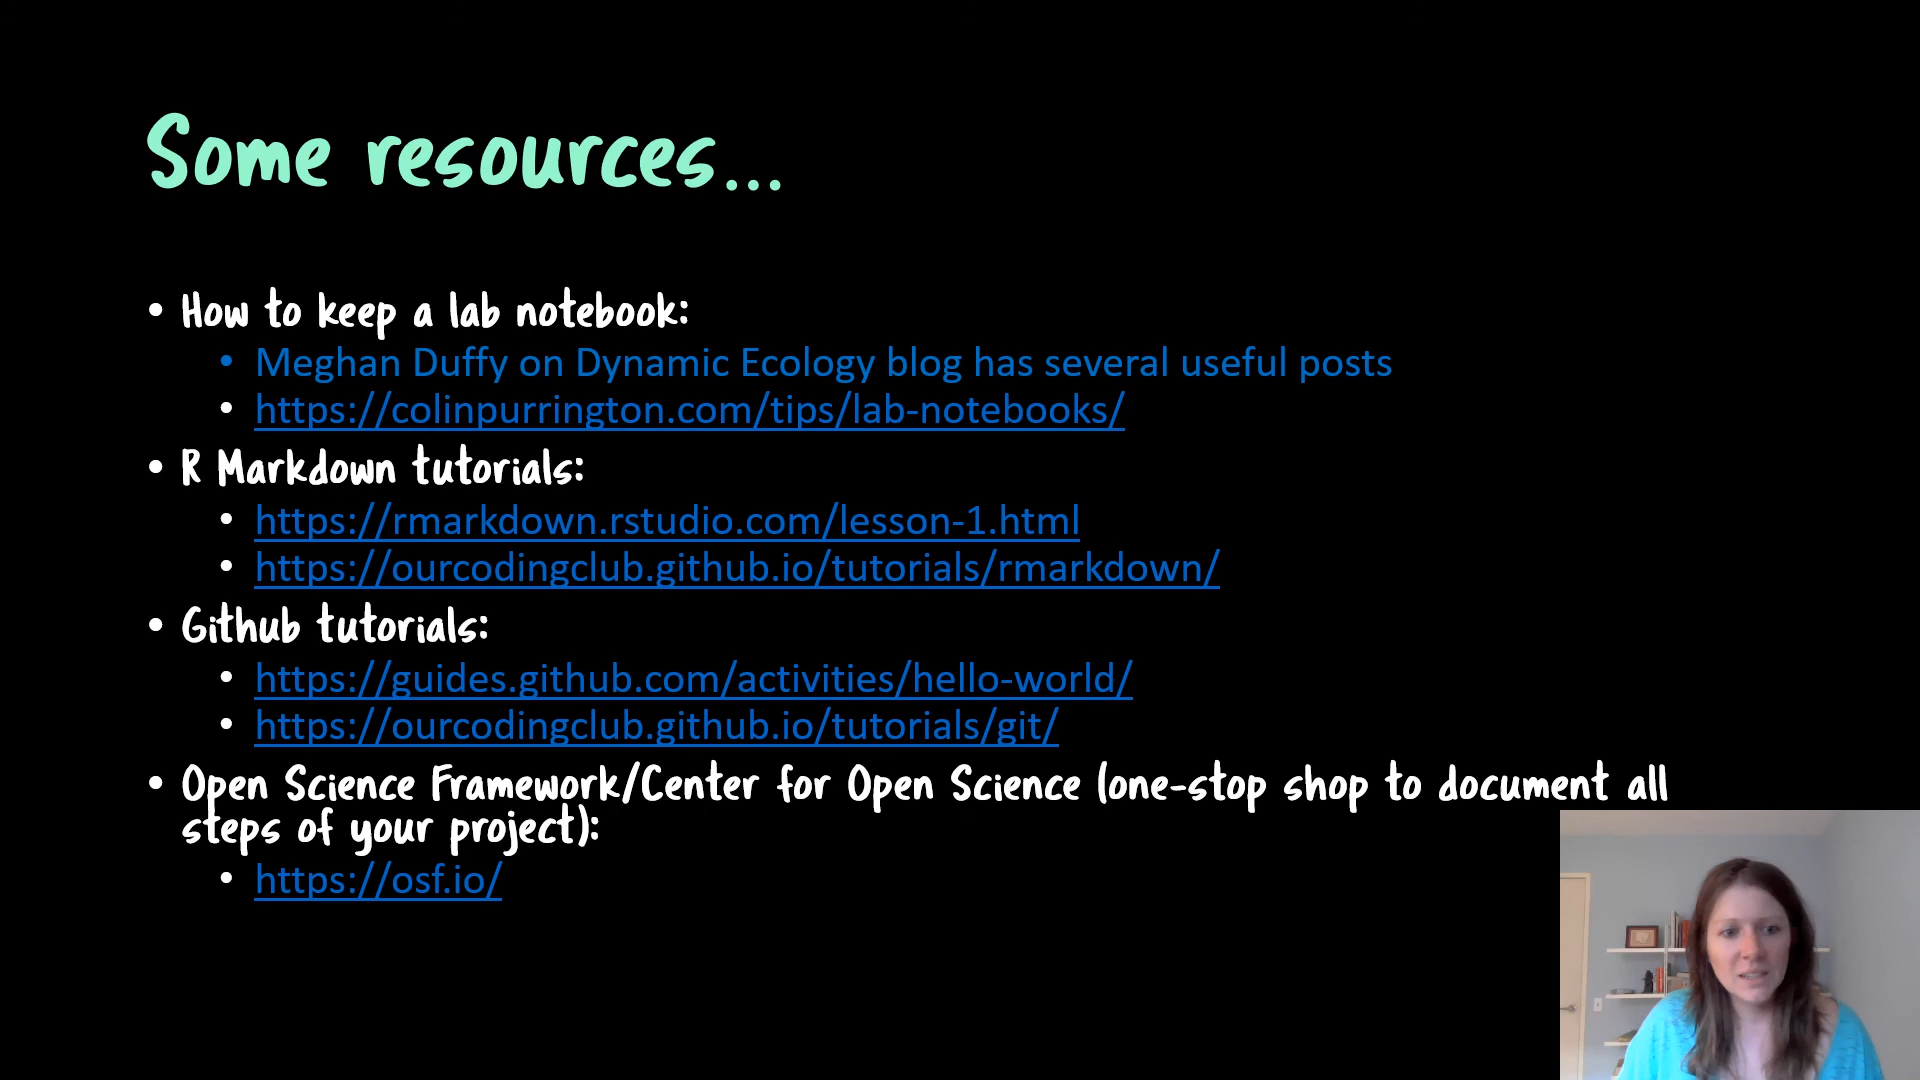 Some resources...
• How to keep a lab notebook:
• Meghan Duffy on Dynamic Ecology blog has several useful posts
• https://colinpurrington.com/tips/lab-notebooks/
• R Markdown tutorials:
• https://rmarkdown.rstudio.com/lesson-1.html
• https://ourcodingclub.github.io/tutorials/rmarkdown/
• Github tutorials:
• https://guides.github.com/activities/hello-world/
• https://ourcodingclub.github.io/tutorials/git/
• Open Science Framework/Center for Open Science (one-stop shop to document all
steps of your project):
• https://osf.io/